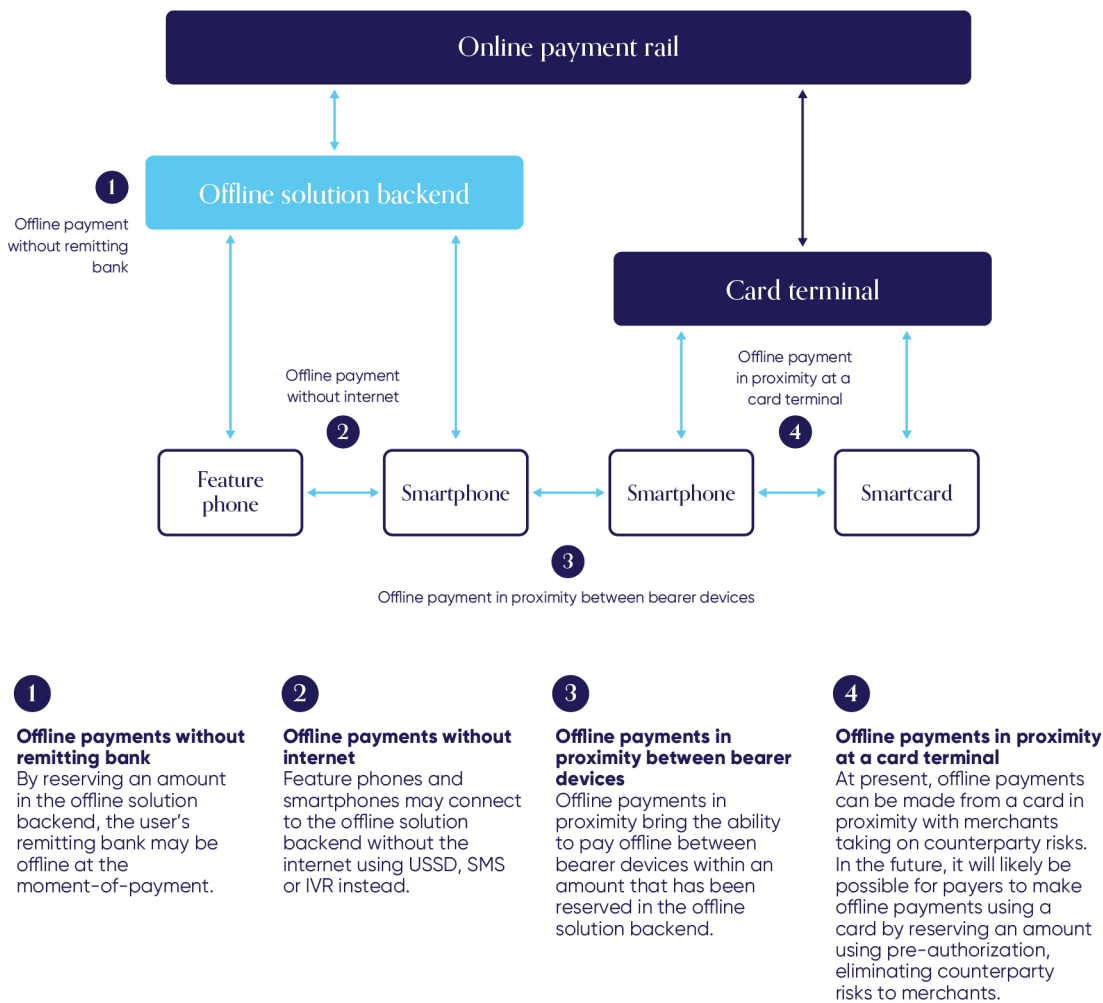 Online payment rail
1
Offline solution backend
Offline payment
without remitting
bank
Card terminal
Offline payment
without internet
2
Offline payment
in proximity at a
card terminal
4
Feature
phone
Smartphone
Smartphone
Smartcard
3
Offline payment in proximity between bearer devices
1
Offline payments without
remitting bank
By reserving an amount
in the offline solution
backend, the user's
remitting bank may be
offline at the
moment-of-payment.
2
Offline payments without
internet
Feature phones and
smartphones may connect
to the offline solution
backend without the
internet using USSD, SMS
or IVR instead.
3
Offline payments in
proximity between bearer
devices
Offline payments in
proximity bring the ability
to pay offline between
bearer devices within an
amount that has been
reserved in the offline
solution backend.
4
Offline payments in proximity
at a card terminal
At present, offline payments
can be made from a card in
proximity with merchants
taking on counterparty risks.
In the future, it will likely be
possible for payers to make
offline payments using a
card by reserving an amount
using pre-authorization,
eliminating counterparty
risks to merchants.